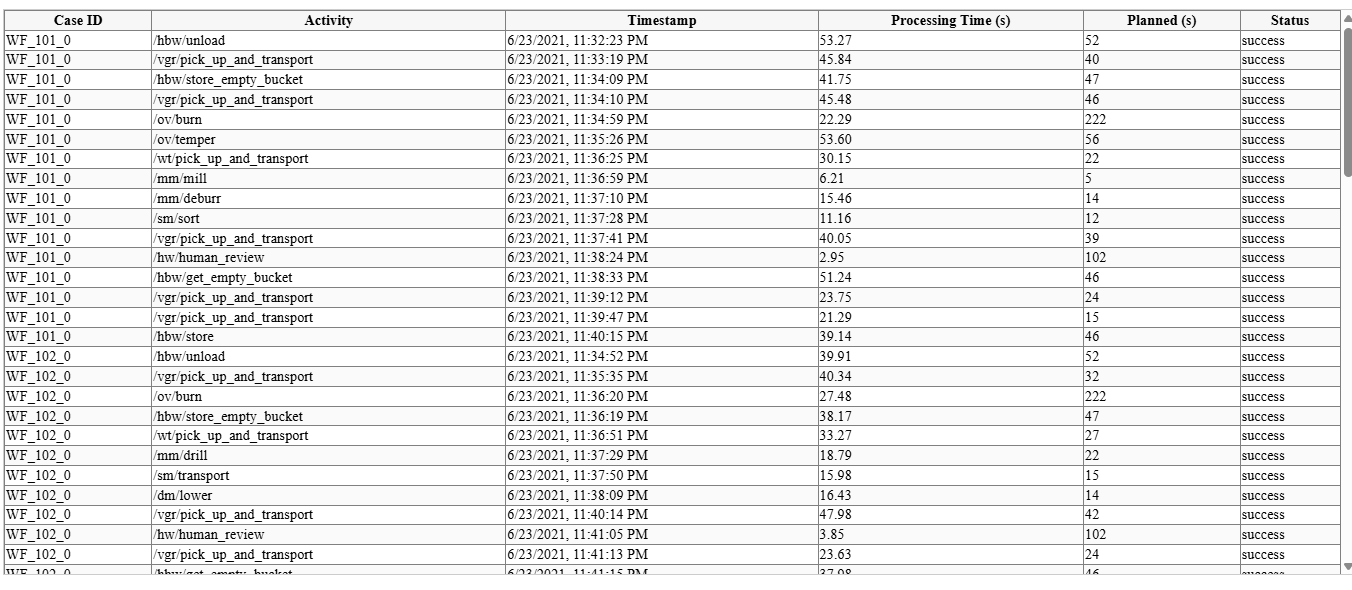 Case ID Activity Timestamp Processing Time (s) Planned (s) Status
WF_101_0 /hbw/unload 6/23/2021, 11:32:23 PM 53.27 52 success
WF_101_0 /vgr/pick_up_and_transport 6/23/2021, 11:33:19 PM 45.84 40 success
WF_101_0 /hbw/store_empty_bucket 6/23/2021, 11:34:09 PM 41.75 47 success
WF_101_0 /vgr/pick_up_and_transport 6/23/2021, 11:34:10 PM 45.48 46 success
WF_101_0 /ov/burn 6/23/2021, 11:34:59 PM 22.29 222 success
WF_101_0 /ov/temper 6/23/2021, 11:35:26 PM 53.60 56 success
WF_101_0 /wt/pick_up_and_transport 6/23/2021, 11:36:25 PM 30.15 22 success
WF_101_0 /mm/mill 6/23/2021, 11:36:59 PM 6.21 5 success
WF_101_0 /mm/deburr 6/23/2021, 11:37:10 PM 15.46 14 success
WF_101_0 /sm/sort 6/23/2021, 11:37:28 PM 11.16 12 success
WF_101_0 /vgr/pick_up_and_transport 6/23/2021, 11:37:41 PM 40.05 39 success
WF_101_0 /hw/human_review 6/23/2021, 11:38:24 PM 2.95 102 success
WF_101_0 /hbw/get_empty_bucket 6/23/2021, 11:38:33 PM 51.24 46 success
WF_101_0 /vgr/pick_up_and_transport 6/23/2021, 11:39:12 PM 23.75 24 success
WF_101_0 /vgr/pick_up_and_transport 6/23/2021, 11:39:47 PM 21.29 15 success
WF_101_0 /hbw/store 6/23/2021, 11:40:15 PM 39.14 46 success
WF_102_0 /hbw/unload 6/23/2021, 11:34:52 PM 39.91 52 success
WF_102_0 /vgr/pick_up_and_transport 6/23/2021, 11:35:35 PM 40.34 32 success
WF_102_0 /ov/burn 6/23/2021, 11:36:20 PM 27.48 222 success
WF_102_0 /hbw/store_empty_bucket 6/23/2021, 11:36:19 PM 38.17 47 success
WF_102_0 /wt/pick_up_and_transport 6/23/2021, 11:36:51 PM 33.27 27 success
WF_102_0 /mm/drill 6/23/2021, 11:37:29 PM 18.79 22 success
WF_102_0 /sm/transport 6/23/2021, 11:37:50 PM 15.98 15 success
WF_102_0 /dm/lower 6/23/2021, 11:38:09 PM 16.43 14 success
WF_102_0 /vgr/pick_up_and_transport 6/23/2021, 11:40:14 PM 47.98 42 success
WF_102_0 /hw/human_review 6/23/2021, 11:41:05 PM 3.85 102 success
WF_102_0 /vgr/pick_up_and_transport 6/23/2021, 11:41:13 PM 23.63 24 success
WF_102_0 /hbw/get_empty_bucket 6/23/2021, 11:41:15 PM 37.98 46 success